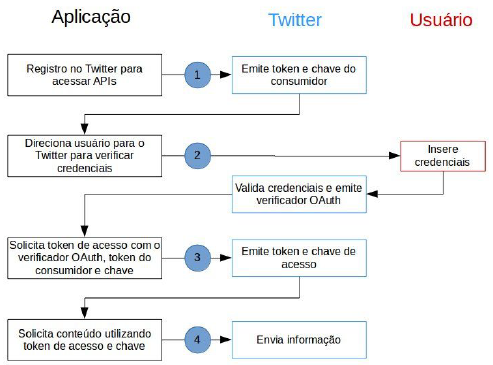 Aplicação
Twitter
Usuário
Registro no Twitter para
acessar APIs
1
Emite token e chave do
consumidor
Direciona usuário para o
Twitter para verificar
credenciais
2
Insere
credenciais
Valida credenciais e emite
verificador OAuth
Solicita token de acesso com o
verificador OAuth, token do
consumidor e chave
3
Emite token e chave de
acesso
Solicita conteúdo utilizando
token de acesso e chave
4
Envia informação